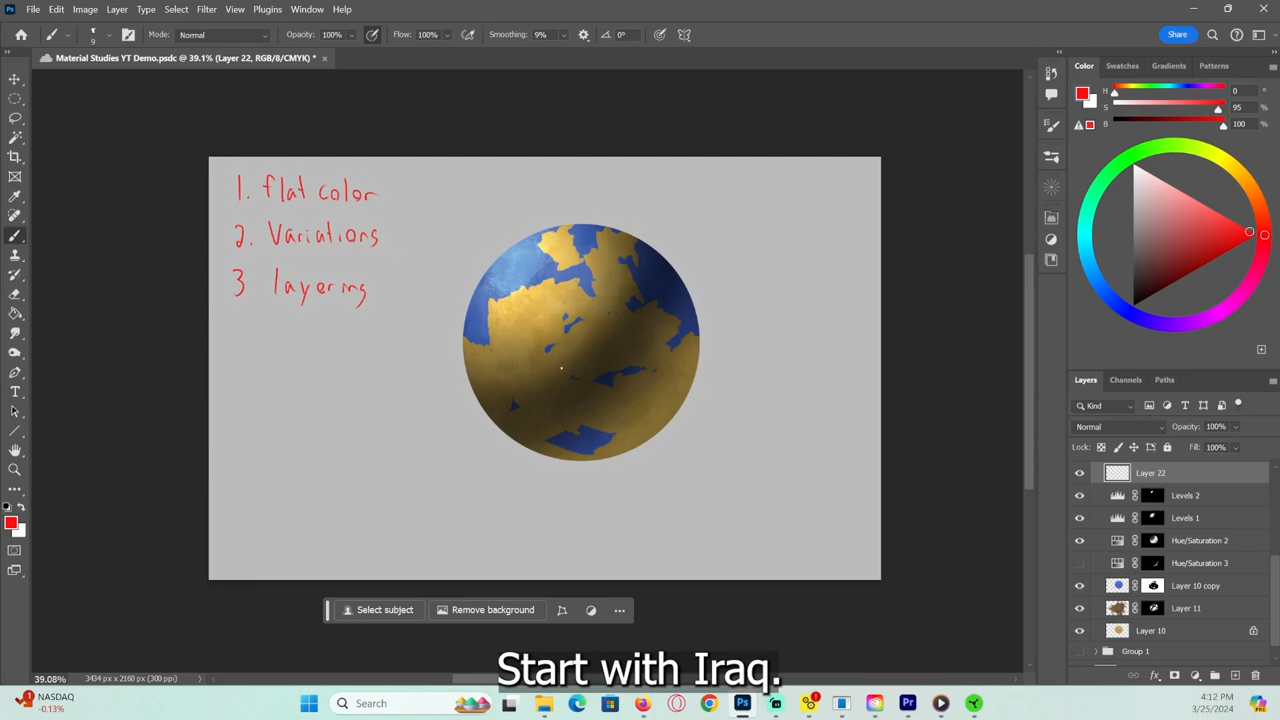 File Edit Image Layer Type Select Filter View Plugins Window Help
9 Mode: Normal Opacity: 100% Flow: 100% Smoothing: 9% 0° Share
Material Studies YT Demo.psdc @ 39.1% (Layer 22, RGB/8/CMYK) *
Color Swatches Gradients Patterns
H 0 °
S 95 %
B 100 %
1. flat color
2. Variations
3 layering
Layers Channels Paths
Kind
Normal Opacity: 100%
Lock: Fill: 100%
Layer 22
Levels 2
Levels 1
Hue/Saturation 2
Hue/Saturation 3
Layer 10 copy
Layer 11
Layer 10
Group 1
Select subject Remove background
Start with Iraq.
39.08% 3434 px x 2160 px (300 ppi)
1 NASDAQ
-0.13%
Search
4:12 PM
3/25/2024